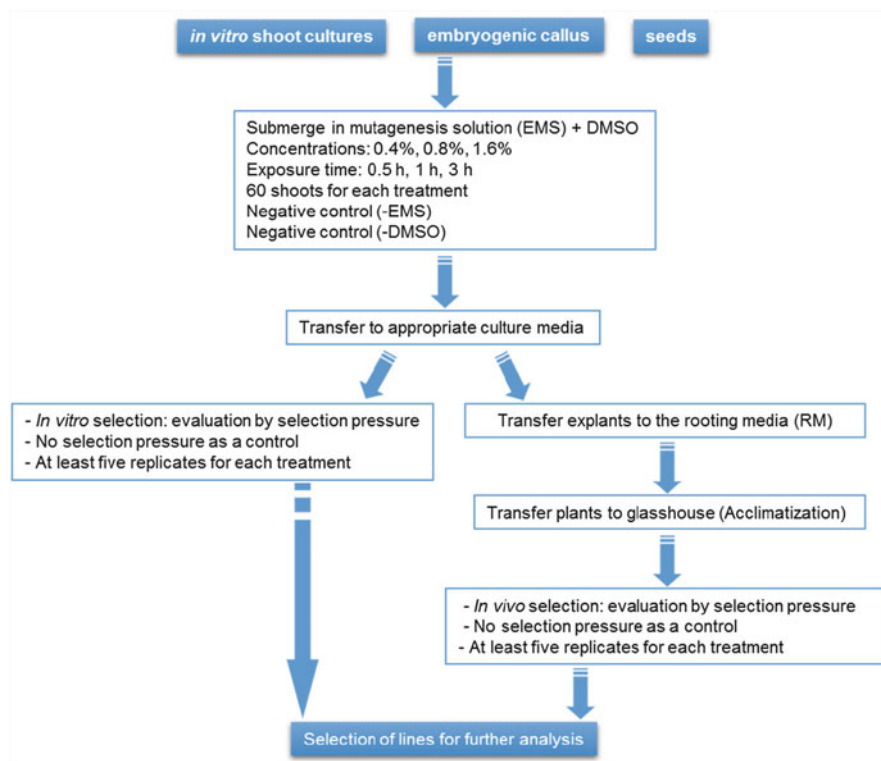 in vitro shoot cultures
embryogenic callus
seeds
Submerge in mutagenesis solution (EMS) + DMSO
Concentrations: 0.4%, 0.8%, 1.6%
Exposure time: 0.5 h, 1 h, 3 h
60 shoots for each treatment
Negative control (-EMS)
Negative control (-DMSO)
Transfer to appropriate culture media
- In vitro selection: evaluation by selection pressure
- No selection pressure as a control
- At least five replicates for each treatment
Transfer explants to the rooting media (RM)
Transfer plants to glasshouse (Acclimatization)
- In vivo selection: evaluation by selection pressure
- No selection pressure as a control
- At least five replicates for each treatment
Selection of lines for further analysis